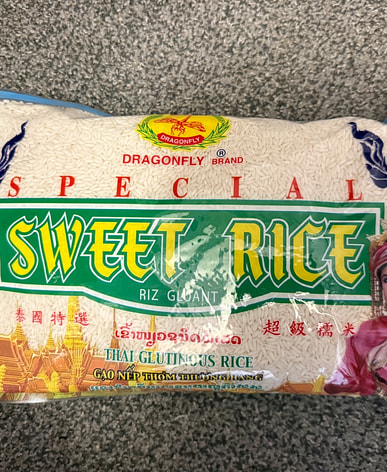 DRAGONFLY
DRAGONFLY ® BRAND
SPECIAL
SWEET RICE
RIZ GLUANT
泰國特選
超級糯米
THAI GLUTINOUS RICE
GẠO NẾP THƠM THƯỢNG HẠNG